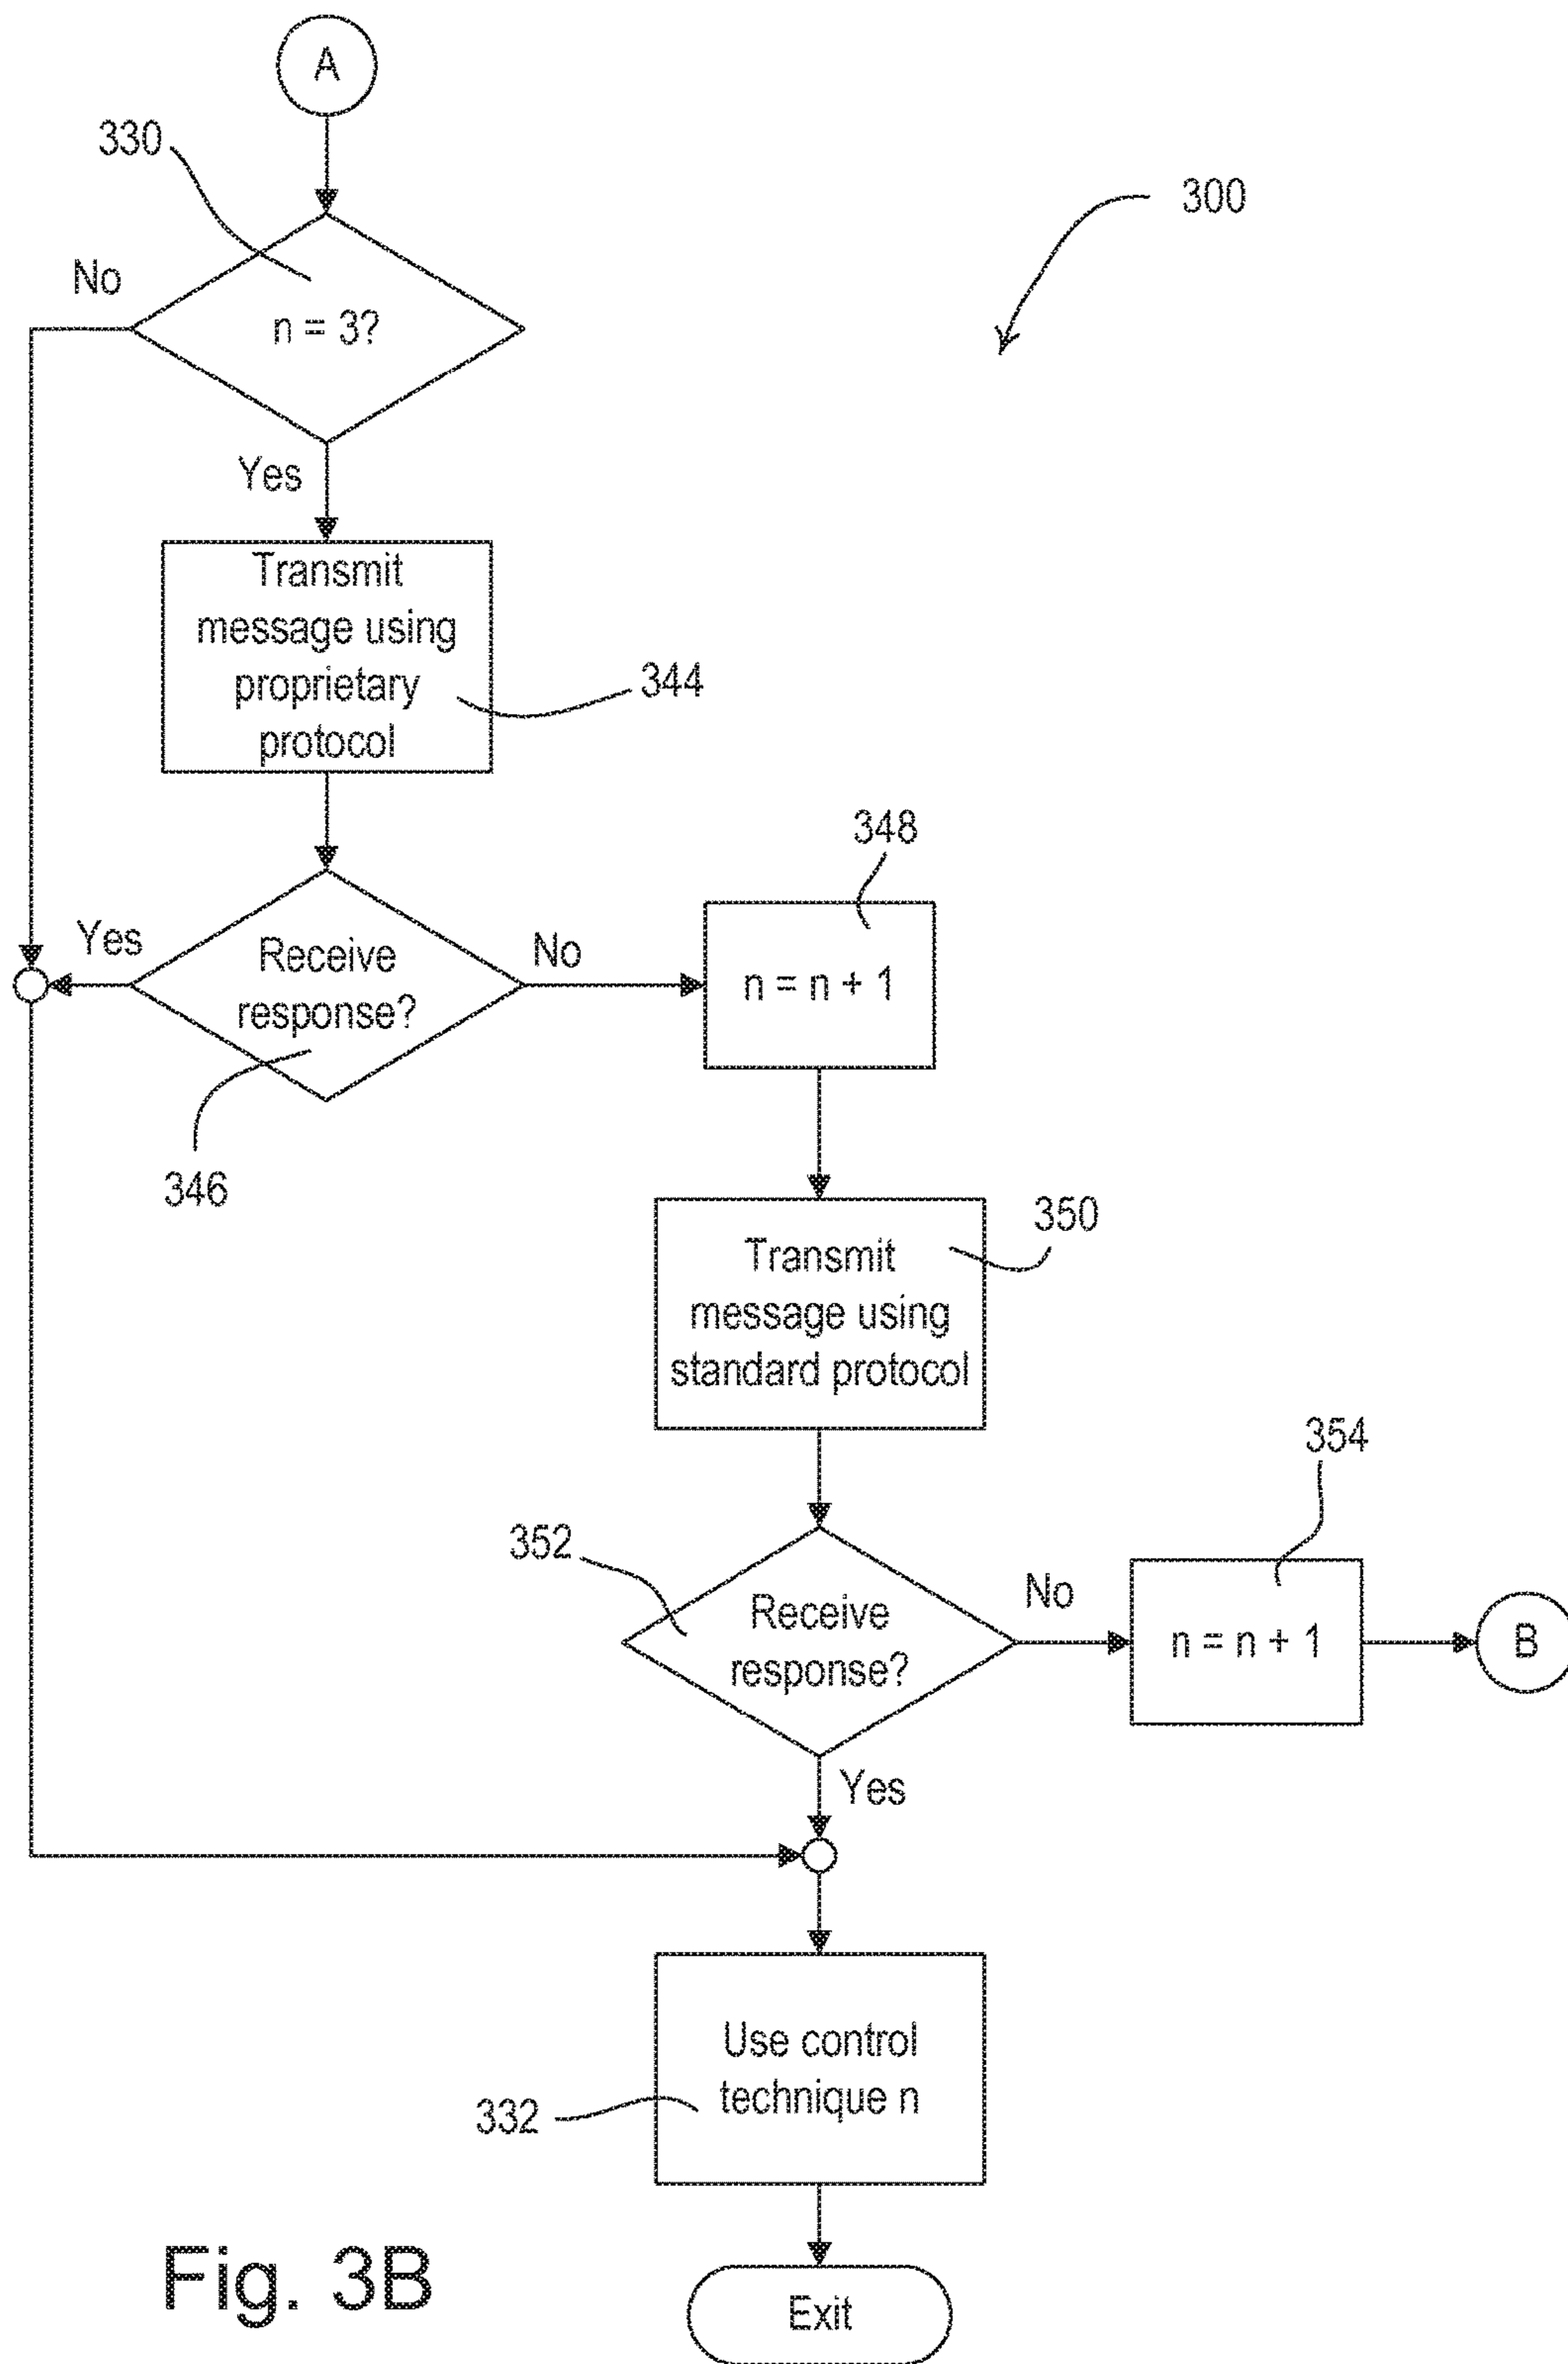 A
330
300
No
n = 3?
Yes
Transmit
message using
proprietary
protocol
344
348
Yes
Receive
response?
No
n = n + 1
346
350
Transmit
message using
standard protocol
354
352
Receive
response?
No
n = n + 1
B
Yes
Use control
technique n
332
Fig. 3B
Exit